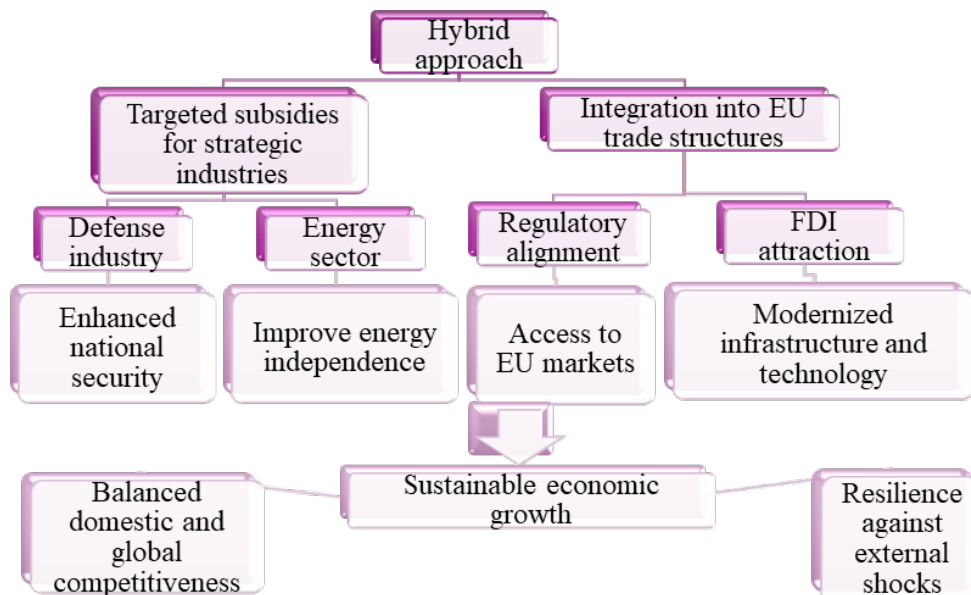 Hybrid
approach
Targeted subsidies
for strategic
industries
Integration into EU
trade structures
Defense
industry
Energy
sector
Regulatory
alignment
FDI
attraction
Enhanced
national
security
Improve energy
independence
Access to
EU markets
Modernized
infrastructure and
technology
Balanced
domestic and
global
competitiveness
Sustainable economic
growth
Resilience
against
external
shocks